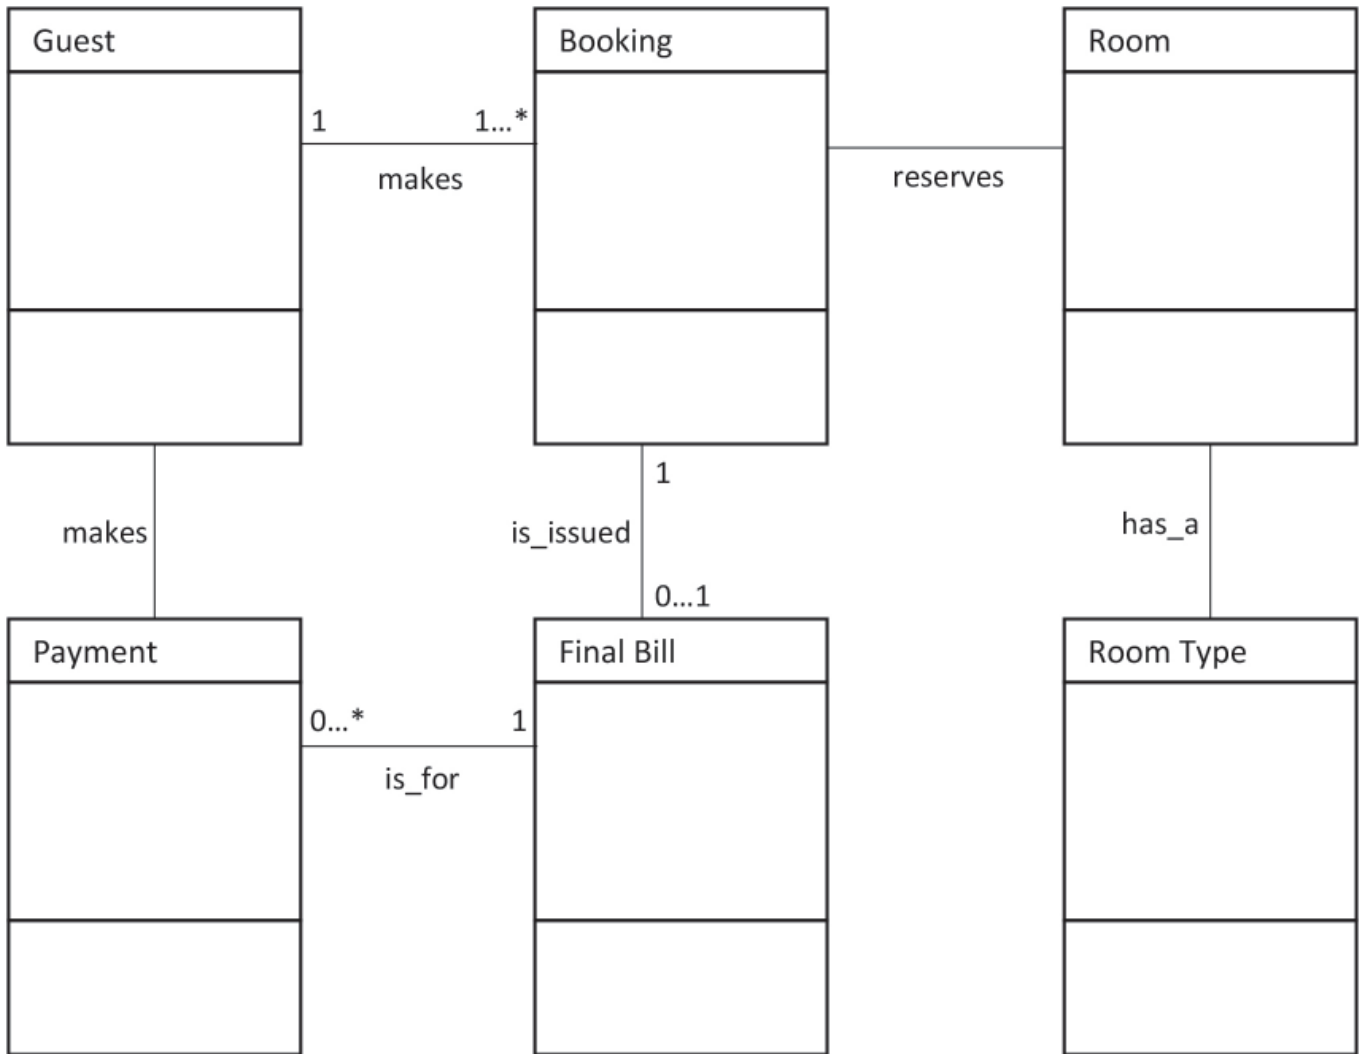 Guest
Booking
Room
1
1...*
makes
reserves
1
makes
is_issued
has_a
0...1
Payment
Final Bill
Room Type
0...*
1
is_for